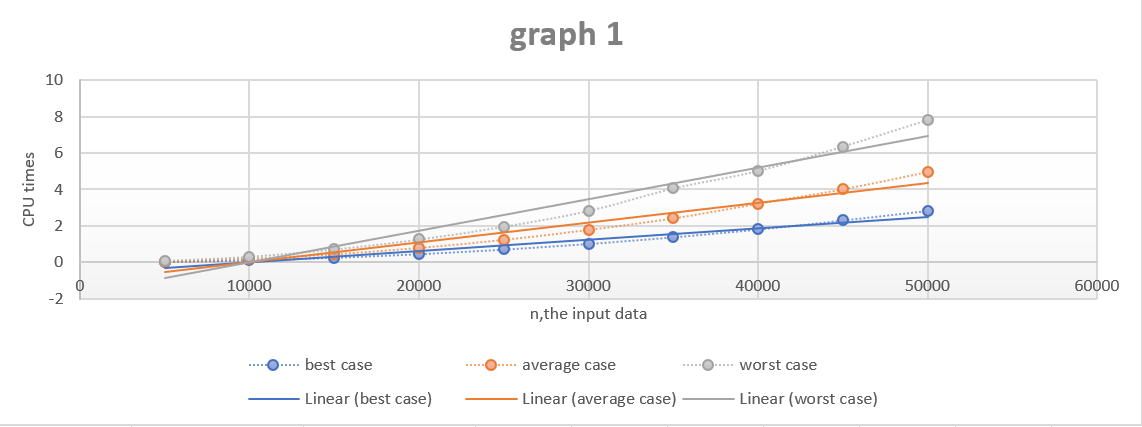 graph 1
10
8
6
4
2
0
-2
CPU times
0 10000 20000 30000 40000 50000 60000
n,the input data
best case average case worst case
Linear (best case) Linear (average case) Linear (worst case)